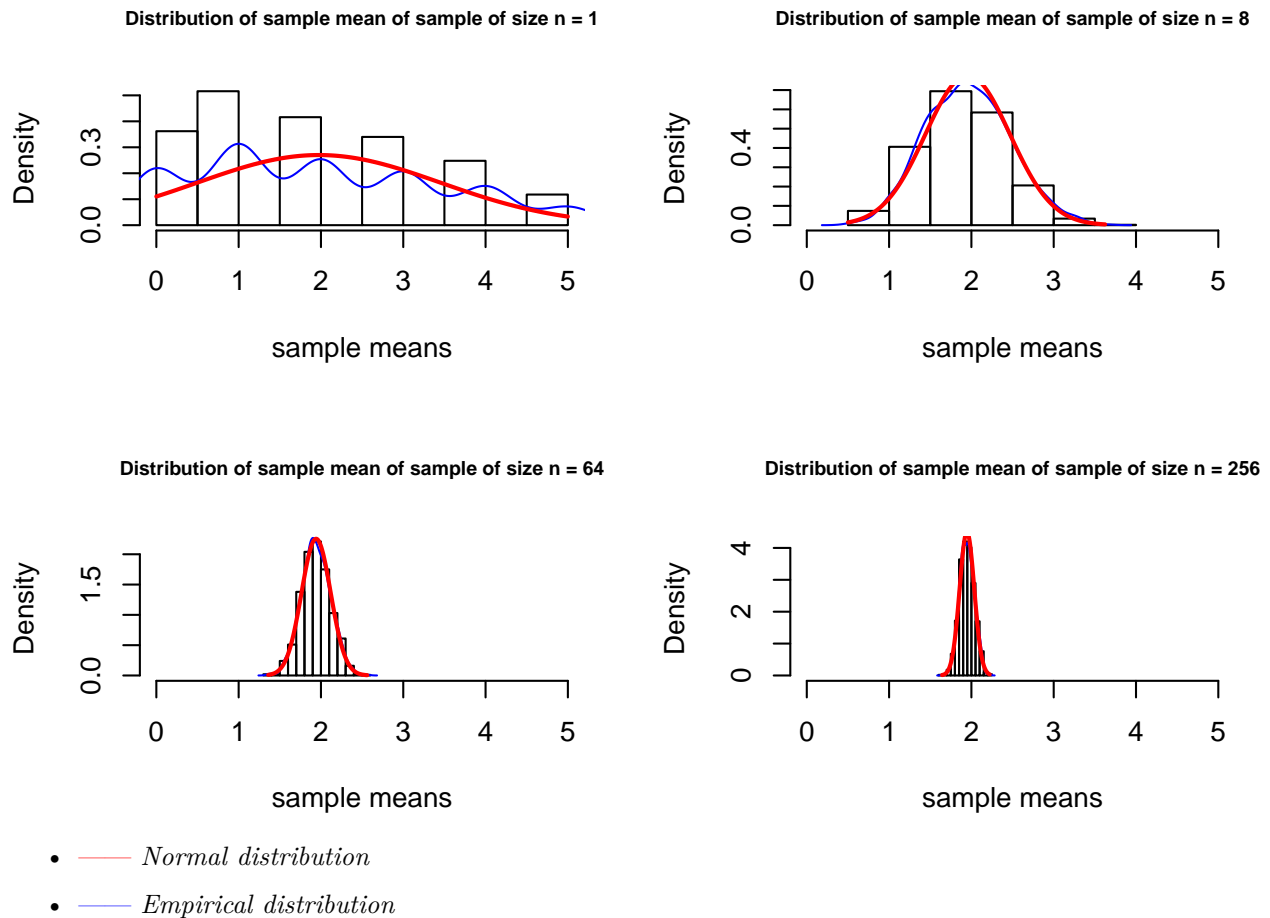 Distribution of sample mean of sample of size n = 1
Density
0.0 0.3
0 1 2 3 4 5
sample means
Distribution of sample mean of sample of size n = 8
Density
0.0 0.4
0 1 2 3 4 5
sample means
Distribution of sample mean of sample of size n = 64
Density
0.0 1.5
0 1 2 3 4 5
sample means
Distribution of sample mean of sample of size n = 256
Density
0 2 4
0 1 2 3 4 5
sample means
• Normal distribution
• Empirical distribution